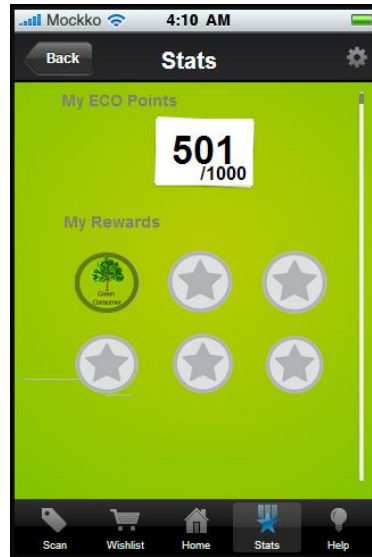 Mockko 4:10 AM
Back Stats
My ECO Points
501
/1000
My Rewards
Green
Consumer
Scan Wishlist Home Stats Help